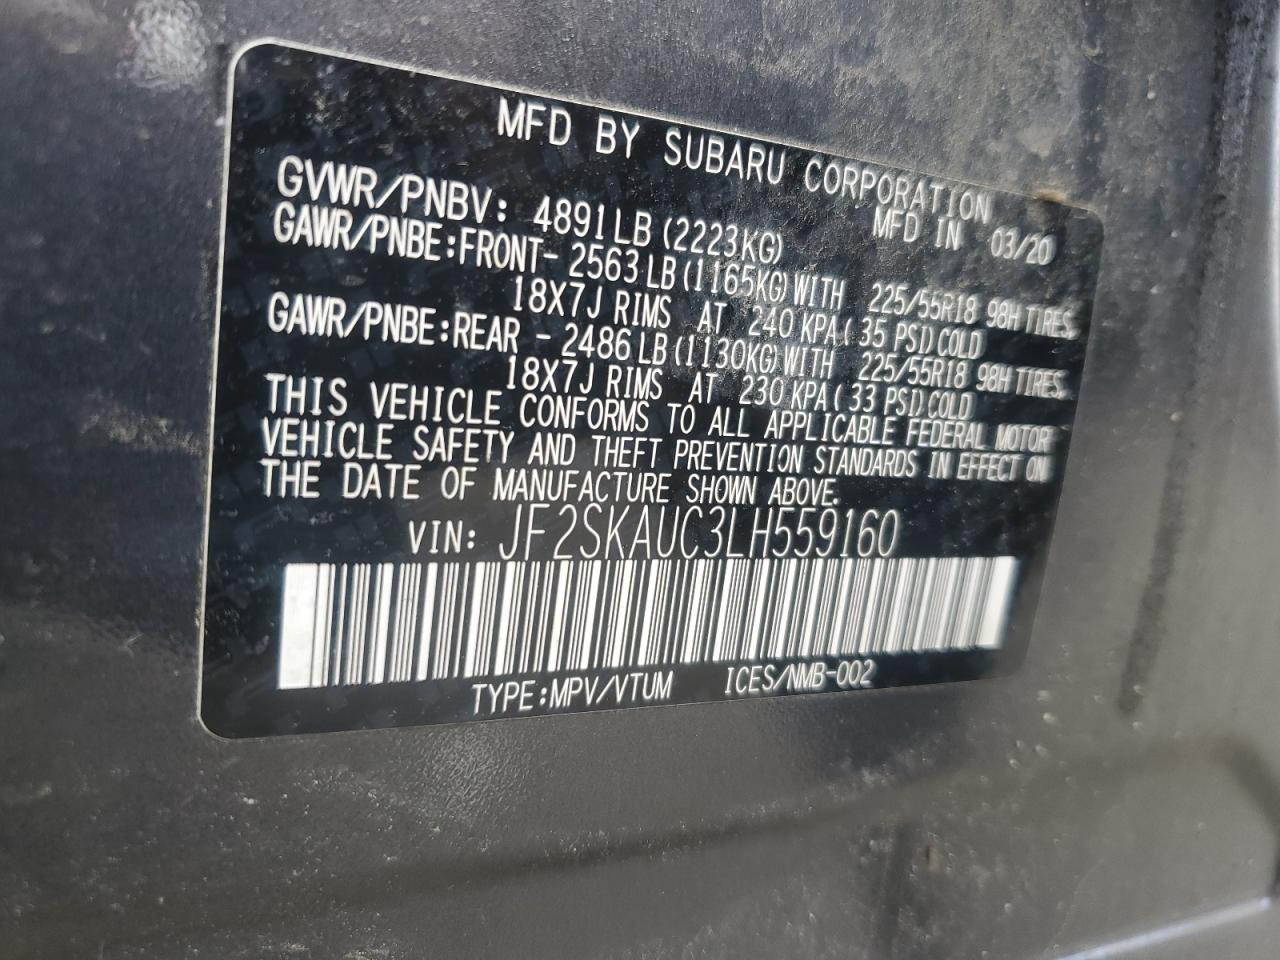 MFD BY SUBARU CORPORATION
MFD IN 03/20
GVWR/PNBV: 4891LB (2223KG)
GAWR/PNBE:FRONT- 2563LB(1165KG)WITH 225/55R18 98H TIRES,
18X7J RIMS AT 240 KPA( 35 PSI)COLD
GAWR/PNBE:REAR - 2486LB(1130KG)WITH 225/55R18 98H TIRES,
18X7J RIMS AT 230 KPA( 33 PSI)COLD
THIS VEHICLE CONFORMS TO ALL APPLICABLE FEDERAL MOTOR
VEHICLE SAFETY AND THEFT PREVENTION STANDARDS IN EFFECT ON
THE DATE OF MANUFACTURE SHOWN ABOVE.
VIN: JF2SKAUC3LH559160
TYPE:MPV/VTUM ICES/NMB-002